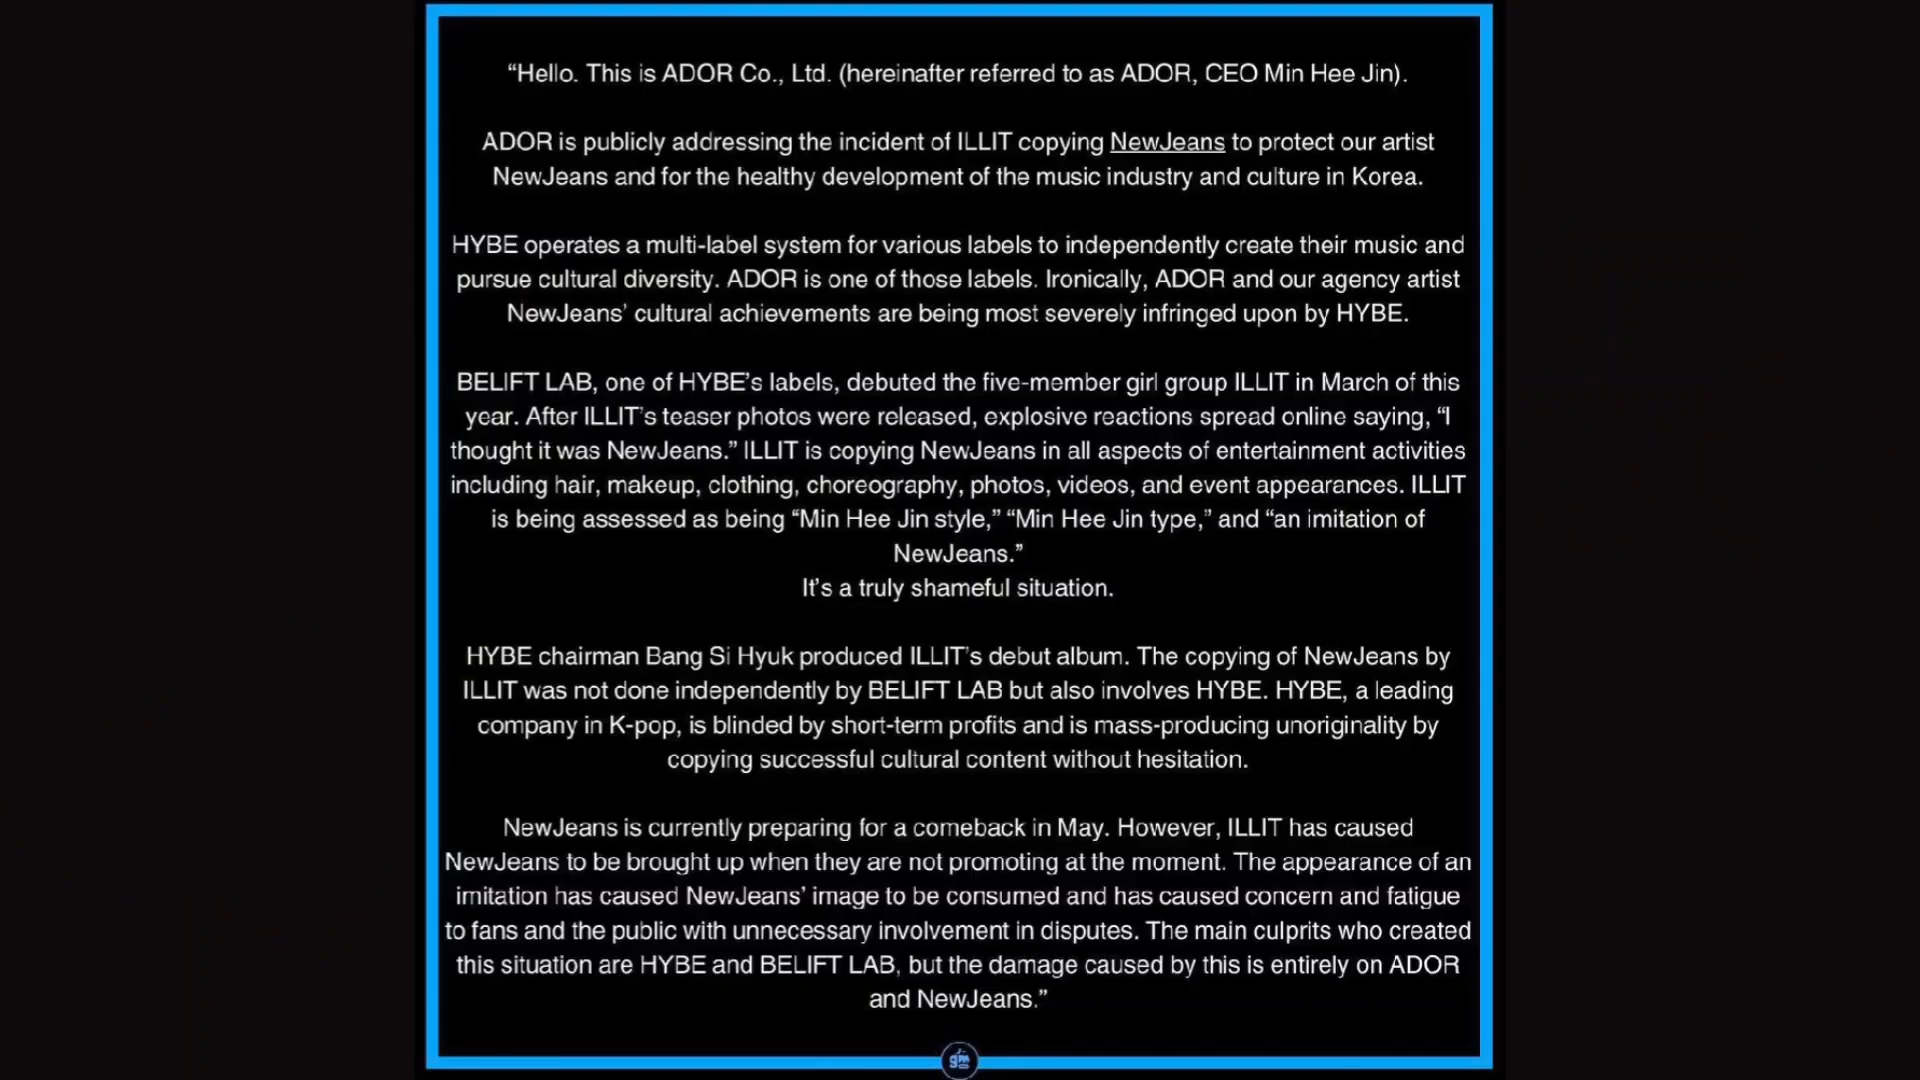 “Hello. This is ADOR Co., Ltd. (hereinafter referred to as ADOR, CEO Min Hee Jin).
ADOR is publicly addressing the incident of ILLIT copying NewJeans to protect our artist
NewJeans and for the healthy development of the music industry and culture in Korea.
HYBE operates a multi-label system for various labels to independently create their music and
pursue cultural diversity. ADOR is one of those labels. Ironically, ADOR and our agency artist
NewJeans’ cultural achievements are being most severely infringed upon by HYBE.
BELIFT LAB, one of HYBE’s labels, debuted the five-member girl group ILLIT in March of this
year. After ILLIT’s teaser photos were released, explosive reactions spread online saying, “I
thought it was NewJeans.” ILLIT is copying NewJeans in all aspects of entertainment activities
including hair, makeup, clothing, choreography, photos, videos, and event appearances. ILLIT
is being assessed as being “Min Hee Jin style,” “Min Hee Jin type,” and “an imitation of
NewJeans.”
It’s a truly shameful situation.
HYBE chairman Bang Si Hyuk produced ILLIT’s debut album. The copying of NewJeans by
ILLIT was not done independently by BELIFT LAB but also involves HYBE. HYBE, a leading
company in K-pop, is blinded by short-term profits and is mass-producing unoriginality by
copying successful cultural content without hesitation.
NewJeans is currently preparing for a comeback in May. However, ILLIT has caused
NewJeans to be brought up when they are not promoting at the moment. The appearance of an
imitation has caused NewJeans’ image to be consumed and has caused concern and fatigue
to fans and the public with unnecessary involvement in disputes. The main culprits who created
this situation are HYBE and BELIFT LAB, but the damage caused by this is entirely on ADOR
and NewJeans.”
gm